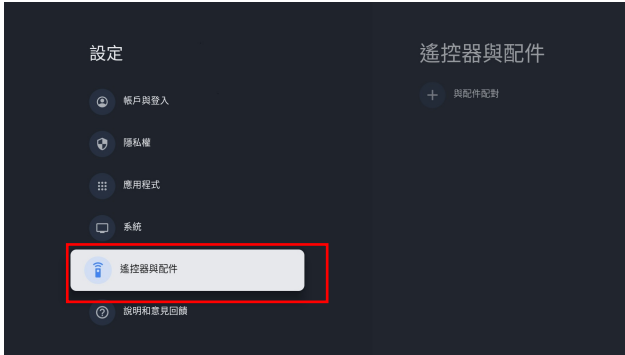 設定
帳戶與登入
隱私權
應用程式
系統
遙控器與配件
說明和意見回饋
遙控器與配件
與配件配對